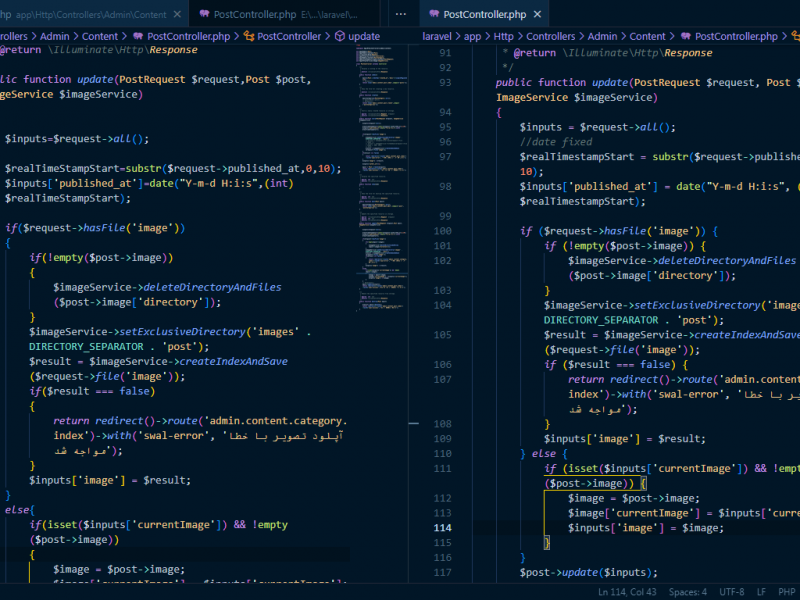 php app\Http\Controllers\Admin\Content × PostController.php E:\...\laravel\... ... PostController.php ×
rollers > Admin > Content > PostController.php > PostController > update
@return \Illuminate\Http\Response
lic function update(PostRequest $request,Post $post,
geService $imageService)
$inputs=$request->all();
$realTimeStampStart=substr($request->published_at,0,10);
$inputs['published_at']=date("Y-m-d H:i:s",(int)
$realTimeStampStart);
if($request->hasFile('image'))
{
if(!empty($post->image))
{
$imageService->deleteDirectoryAndFiles
($post->image['directory']);
}
$imageService->setExclusiveDirectory('images' .
DIRECTORY_SEPARATOR . 'post');
$result = $imageService->createIndexAndSave
($request->file('image'));
if($result === false)
{
return redirect()->route('admin.content.category.
index')->with('swal-error', 'آپلود تصویر با خطا
مواجه شد');
}
$inputs['image'] = $result;
}
else{
if(isset($inputs['currentImage']) && !empty
($post->image))
{
$image = $post->image;
laravel > app > Http > Controllers > Admin > Content > PostController.php >
91 * @return \Illuminate\Http\Response
92 */
93 public function update(PostRequest $request, Post $
ImageService $imageService)
94 {
95 $inputs = $request->all();
96 //date fixed
97 $realTimestampStart = substr($request->publishe
10);
98 $inputs['published_at'] = date("Y-m-d H:i:s", (
$realTimestampStart);
99
100 if ($request->hasFile('image')) {
101 if (!empty($post->image)) {
102 $imageService->deleteDirectoryAndFiles
($post->image['directory']);
103 }
104 $imageService->setExclusiveDirectory('image
DIRECTORY_SEPARATOR . 'post');
105 $result = $imageService->createIndexAndSave
($request->file('image'));
106 if ($result === false) {
107 return redirect()->route('admin.content
index')->with('swal-error', 'یر با خطا
مواجه شد');
108 }
109 $inputs['image'] = $result;
110 } else {
111 if (isset($inputs['currentImage']) && !empt
($post->image)) {
112 $image = $post->image;
113 $image['currentImage'] = $inputs['curre
114 $inputs['image'] = $image;
115 }
116 }
117 $post->update($inputs);
Ln 114, Col 43 Spaces: 4 UTF-8 LF PHP